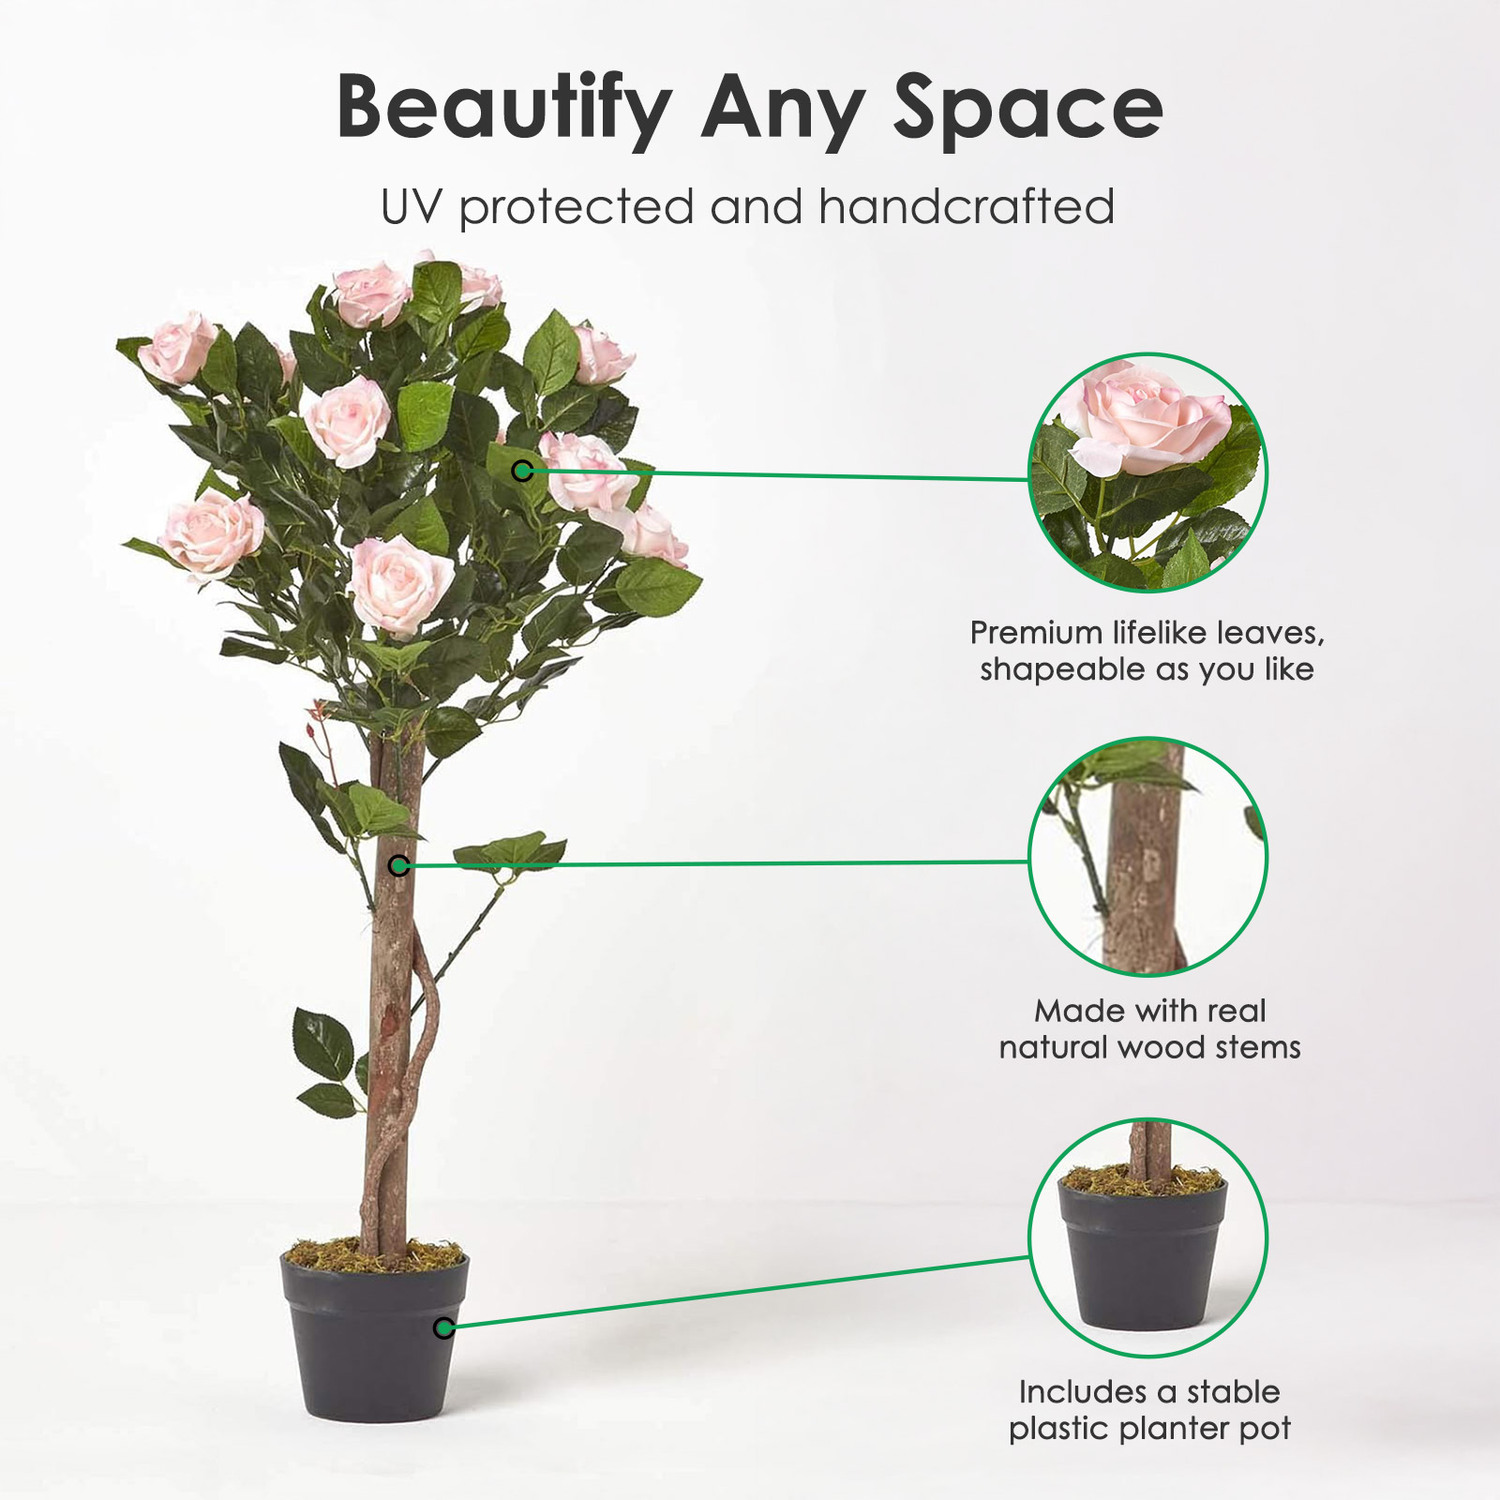 Beautify Any Space
UV protected and handcrafted
Premium lifelike leaves,
shapeable as you like
Made with real
natural wood stems
Includes a stable
plastic planter pot